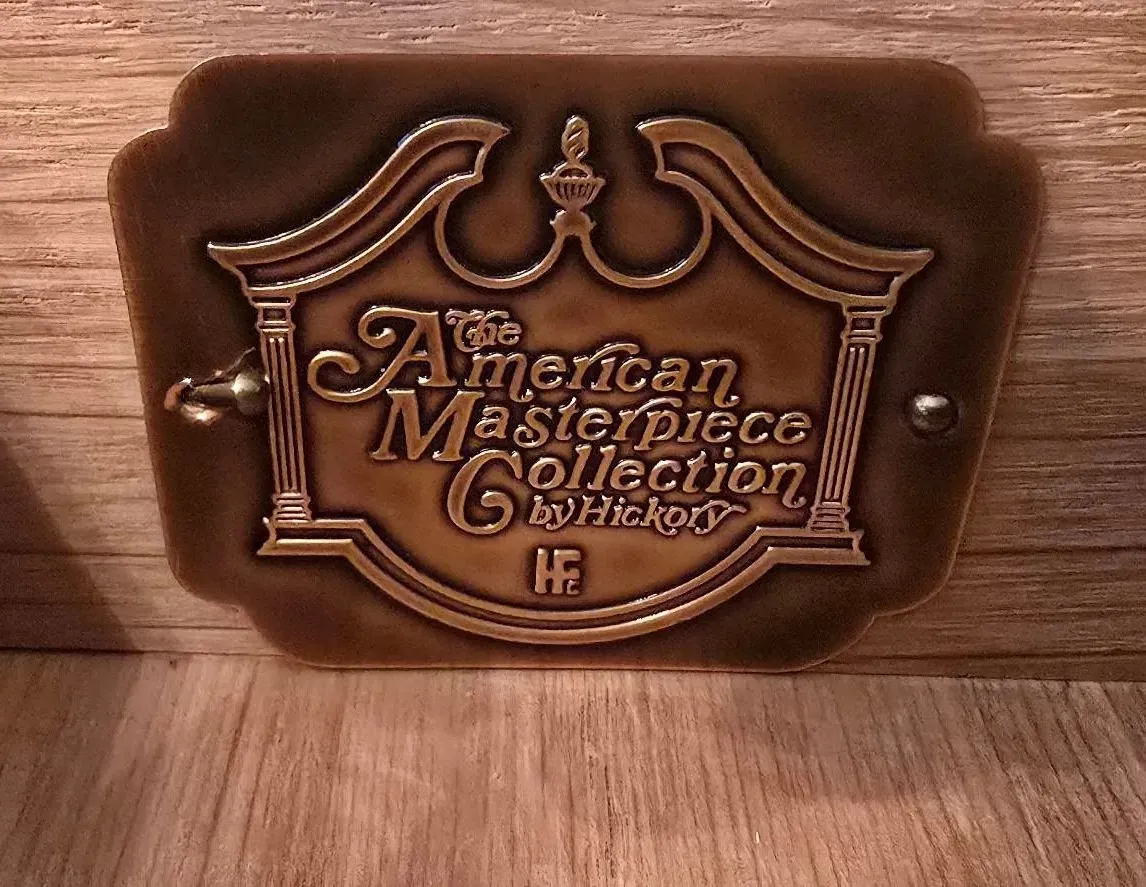 The
American
Masterpiece
Collection
by Hickory
HFC